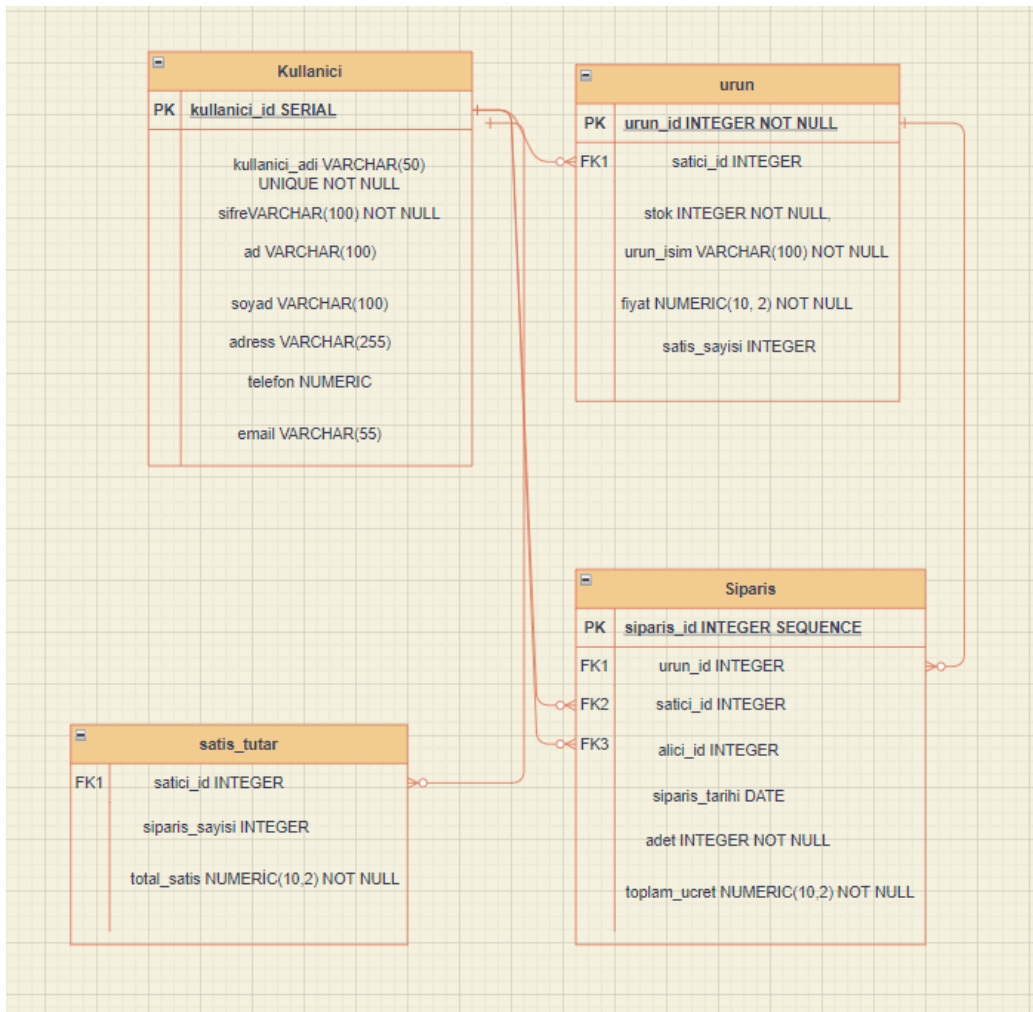 Kullanici
PK kullanici_id SERIAL
kullanici_adi VARCHAR(50)
UNIQUE NOT NULL
sifreVARCHAR(100) NOT NULL
ad VARCHAR(100)
soyad VARCHAR(100)
adress VARCHAR(255)
telefon NUMERIC
email VARCHAR(55)
urun
PK urun_id INTEGER NOT NULL
FK1 satici_id INTEGER
stok INTEGER NOT NULL,
urun_isim VARCHAR(100) NOT NULL
fiyat NUMERIC(10, 2) NOT NULL
satis_sayisi INTEGER
satis_tutar
FK1 satici_id INTEGER
siparis_sayisi INTEGER
total_satis NUMERİC(10,2) NOT NULL
Siparis
PK siparis_id INTEGER SEQUENCE
FK1 urun_id INTEGER
FK2 satici_id INTEGER
FK3 alici_id INTEGER
siparis_tarihi DATE
adet INTEGER NOT NULL
toplam_ucret NUMERIC(10,2) NOT NULL